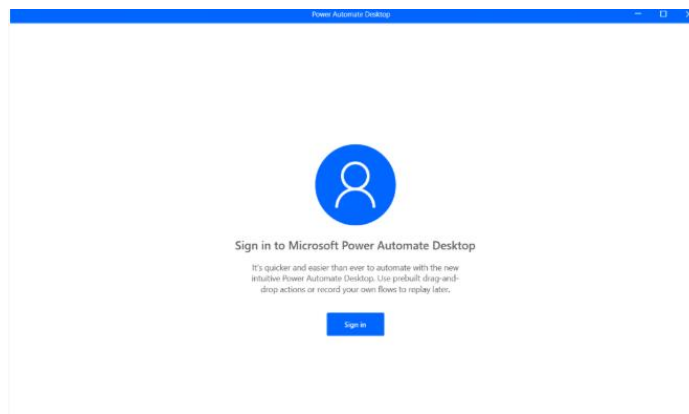 Power Automate Desktop
Sign in to Microsoft Power Automate Desktop
It's quicker and easier than ever to automate with the new
intuitive Power Automate Desktop. Use prebuilt drag-and-
drop actions or record your own flows to replay later.
Sign in